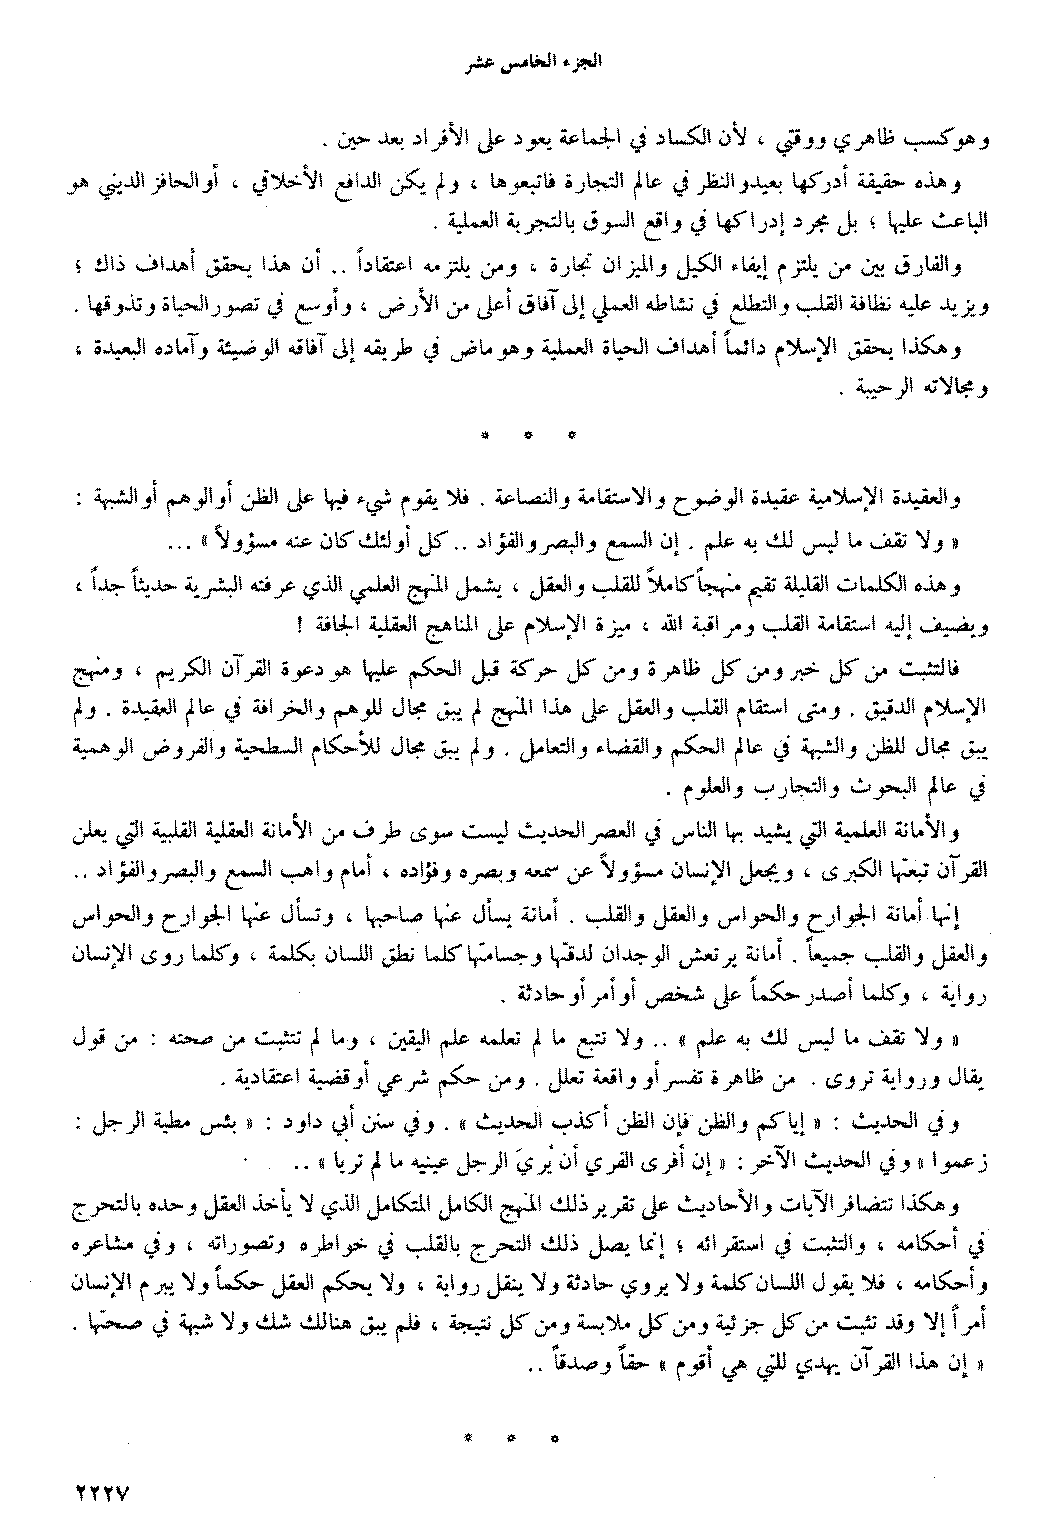 الجزء الخامس عشر
وهو كسب ظاهري ووقتي ، لأن الكساد في الجماعة يعود على الأفراد بعد حين .
وهذه حقيقة أدركها بعيدو النظر في عالم التجارة فاتبعوها ، ولم يكن الدافع الأخلاقي ، أو الحافز الديني هو
الباعث عليها ؛ بل مجرد إدراكها في واقع السوق بالتجربة العملية .
والفارق بين من يلتزم إيفاء الكيل والميزان تجارة ، ومن يلتزمه اعتقاداً .. أن هذا يحقق أهداف ذاك ؛
ويزيد عليه نظافة القلب والتطلع في نشاطه العملي إلى آفاق أعلى من الأرض ، وأوسع في تصور الحياة وتذوقها .
وهكذا يحقق الإسلام دائماً أهداف الحياة العملية وهو ماض في طريقه إلى آفاقه الوضيئة وآماده البعيدة ،
ومجالاته الرحيبة .
* * *
والعقيدة الإسلامية عقيدة الوضوح والاستقامة والنصاعة . فلا يقوم شيء فيها على الظن أو الوهم أو الشبهة :
« ولا تقف ما ليس لك به علم . إن السمع والبصر والفؤاد .. كل أولئك كان عنه مسؤولاً » ...
وهذه الكلمات القليلة تقيم منهجاً كاملاً للقلب والعقل ، يشمل المنهج العلمي الذي عرفته البشرية حديثاً جداً ،
ويضيف إليه استقامة القلب ومراقبة الله ، ميزة الإسلام على المناهج العقلية الجافة !
فالتثبت من كل خبر ومن كل ظاهرة ومن كل حركة قبل الحكم عليها هو دعوة القرآن الكريم ، ومنهج
الإسلام الدقيق . ومتى استقام القلب والعقل على هذا المنهج لم يبق مجال للوهم والخرافة في عالم العقيدة . ولم
يبق مجال للظن والشبهة في عالم الحكم والقضاء والتعامل . ولم يبق مجال للأحكام السطحية والفروض الوهمية
في عالم البحوث والتجارب والعلوم .
والأمانة العلمية التي يشيد بها الناس في العصر الحديث ليست سوى طرف من الأمانة العقلية القلبية التي يعلن
القرآن تبعتها الكبرى ، ويجعل الإنسان مسؤولاً عن سمعه وبصره وفؤاده ، أمام واهب السمع والبصر والفؤاد ..
إنها أمانة الجوارح والحواس والعقل والقلب . أمانة يسأل عنها صاحبها ، وتسأل عنها الجوارح والحواس
والعقل والقلب جميعاً . أمانة يرتعش الوجدان لدقتها وجسامتها كلما نطق اللسان بكلمة ، وكلما روى الإنسان
رواية ، وكلما أصدر حكماً على شخص أو أمر أو حادثة .
« ولا تقف ما ليس لك به علم » .. ولا تتبع ما لم تعلمه علم اليقين ، وما لم تتثبت من صحته : من قول
يقال ورواية تروى . من ظاهرة تفسر أو واقعة تعلل . ومن حكم شرعي أو قضية اعتقادية .
وفي الحديث : « إياكم والظن فإن الظن أكذب الحديث » . وفي سنن أبي داود : « بئس مطية الرجل :
زعموا » وفي الحديث الآخر : « إن أفرى الفري أن يُريَ الرجل عينيه ما لم تريا » ..
وهكذا تتضافر الآيات والأحاديث على تقرير ذلك المنهج الكامل المتكامل الذي لا يأخذ العقل وحده بالتحرج
في أحكامه ، والتثبت في استقرائه ؛ إنما يصل ذلك التحرج بالقلب في خواطره وتصوراته ، وفي مشاعره
وأحكامه ، فلا يقول اللسان كلمة ولا يروي حادثة ولا ينقل رواية ، ولا يحكم العقل حكماً ولا يبرم الإنسان
أمراً إلا وقد تثبت من كل جزئية ومن كل ملابسة ومن كل نتيجة ، فلم يبق هنالك شك ولا شبهة في صحتها .
« إن هذا القرآن يهدي للتي هي أقوم » حقاً وصدقاً ..
* * *
٢٢٢٧